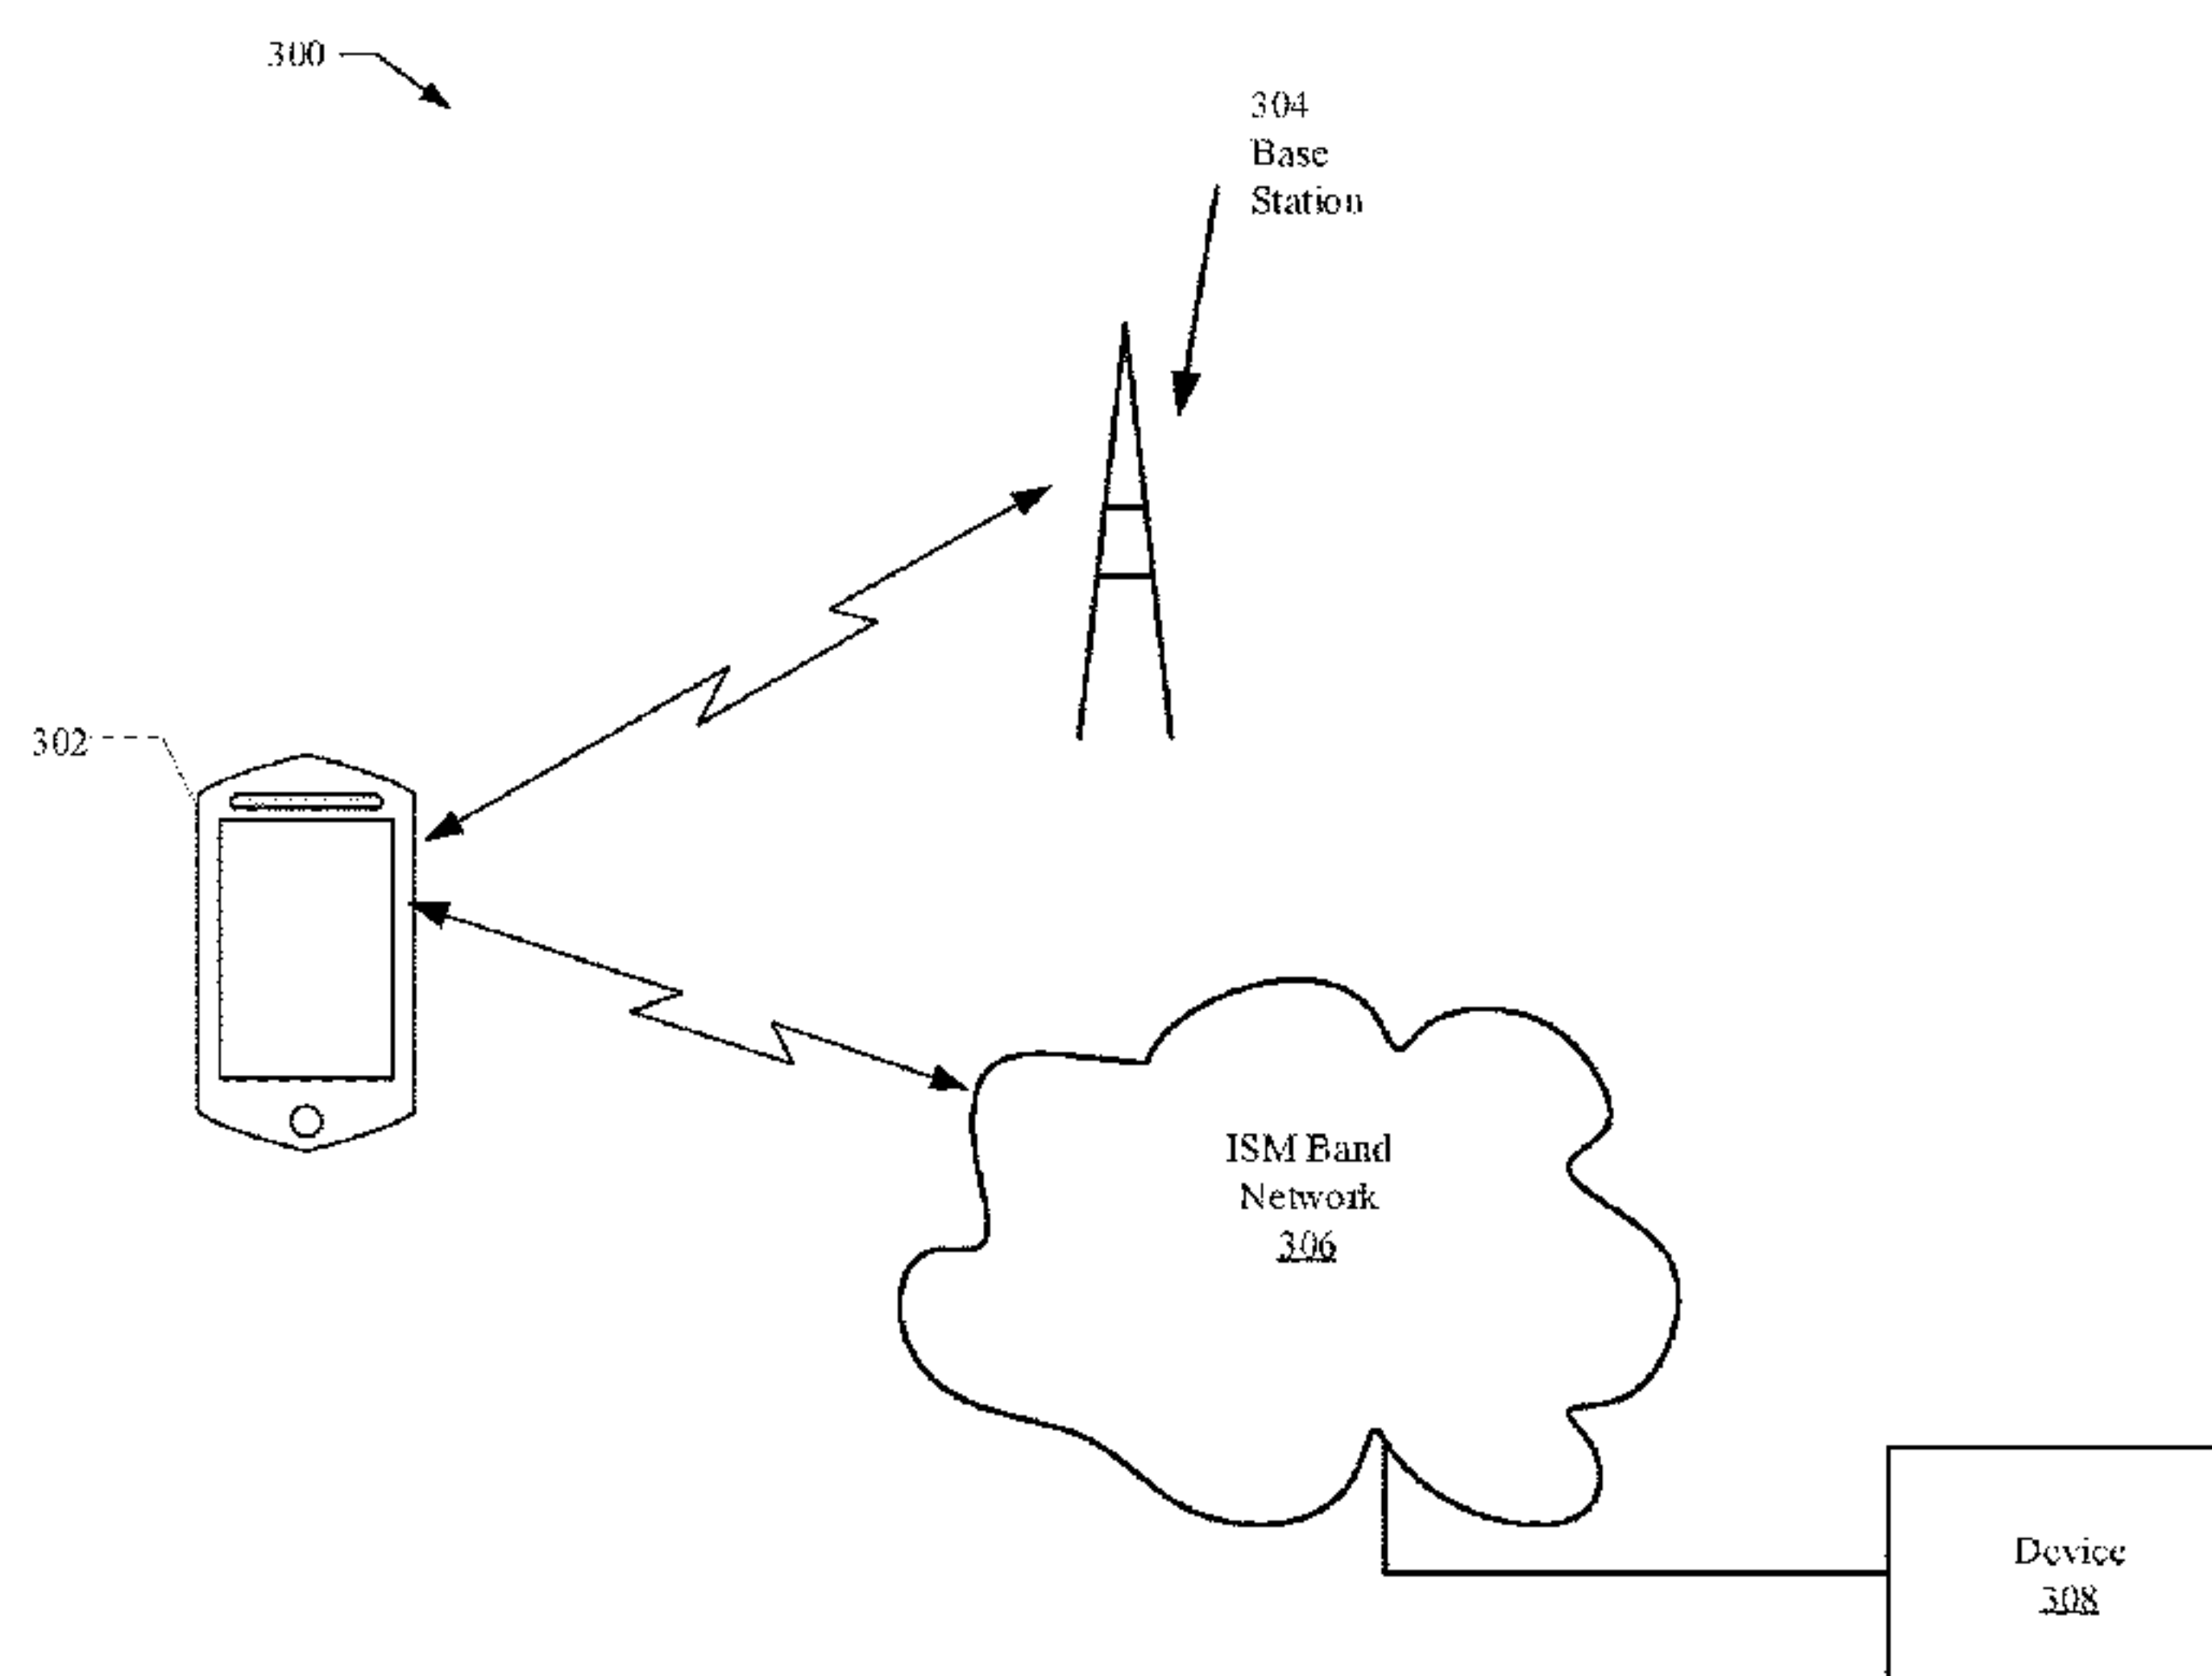 300
304
Base
Station
302
ISM Band
Network
306
Device
308